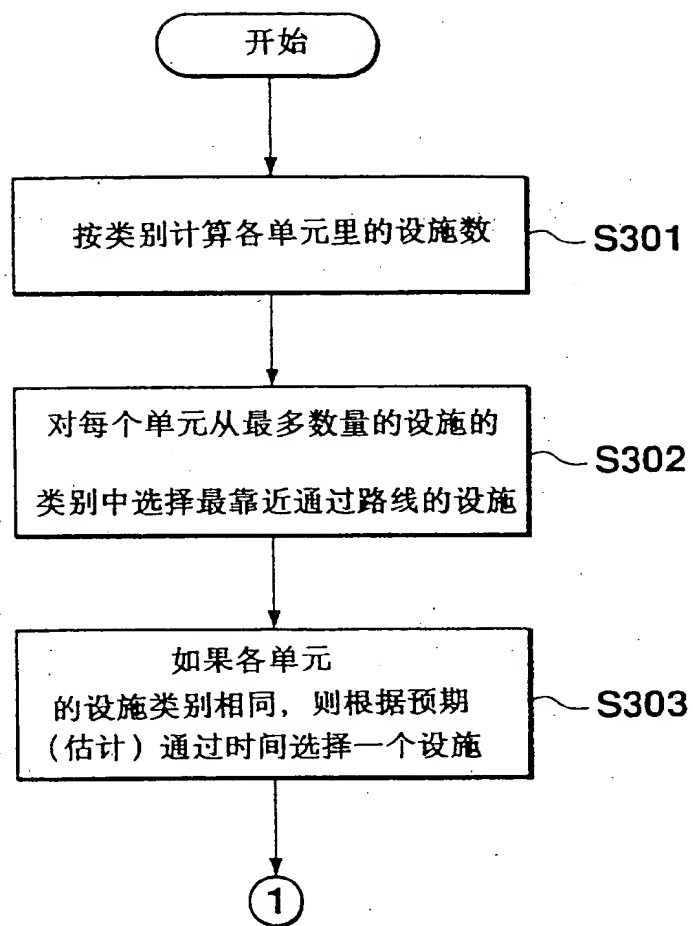 开始
按类别计算各单元里的设施数
S301
对每个单元从最多数量的设施的
类别中选择最靠近通过路线的设施
S302
如果各单元
的设施类别相同，则根据预期
（估计）通过时间选择一个设施
S303
1